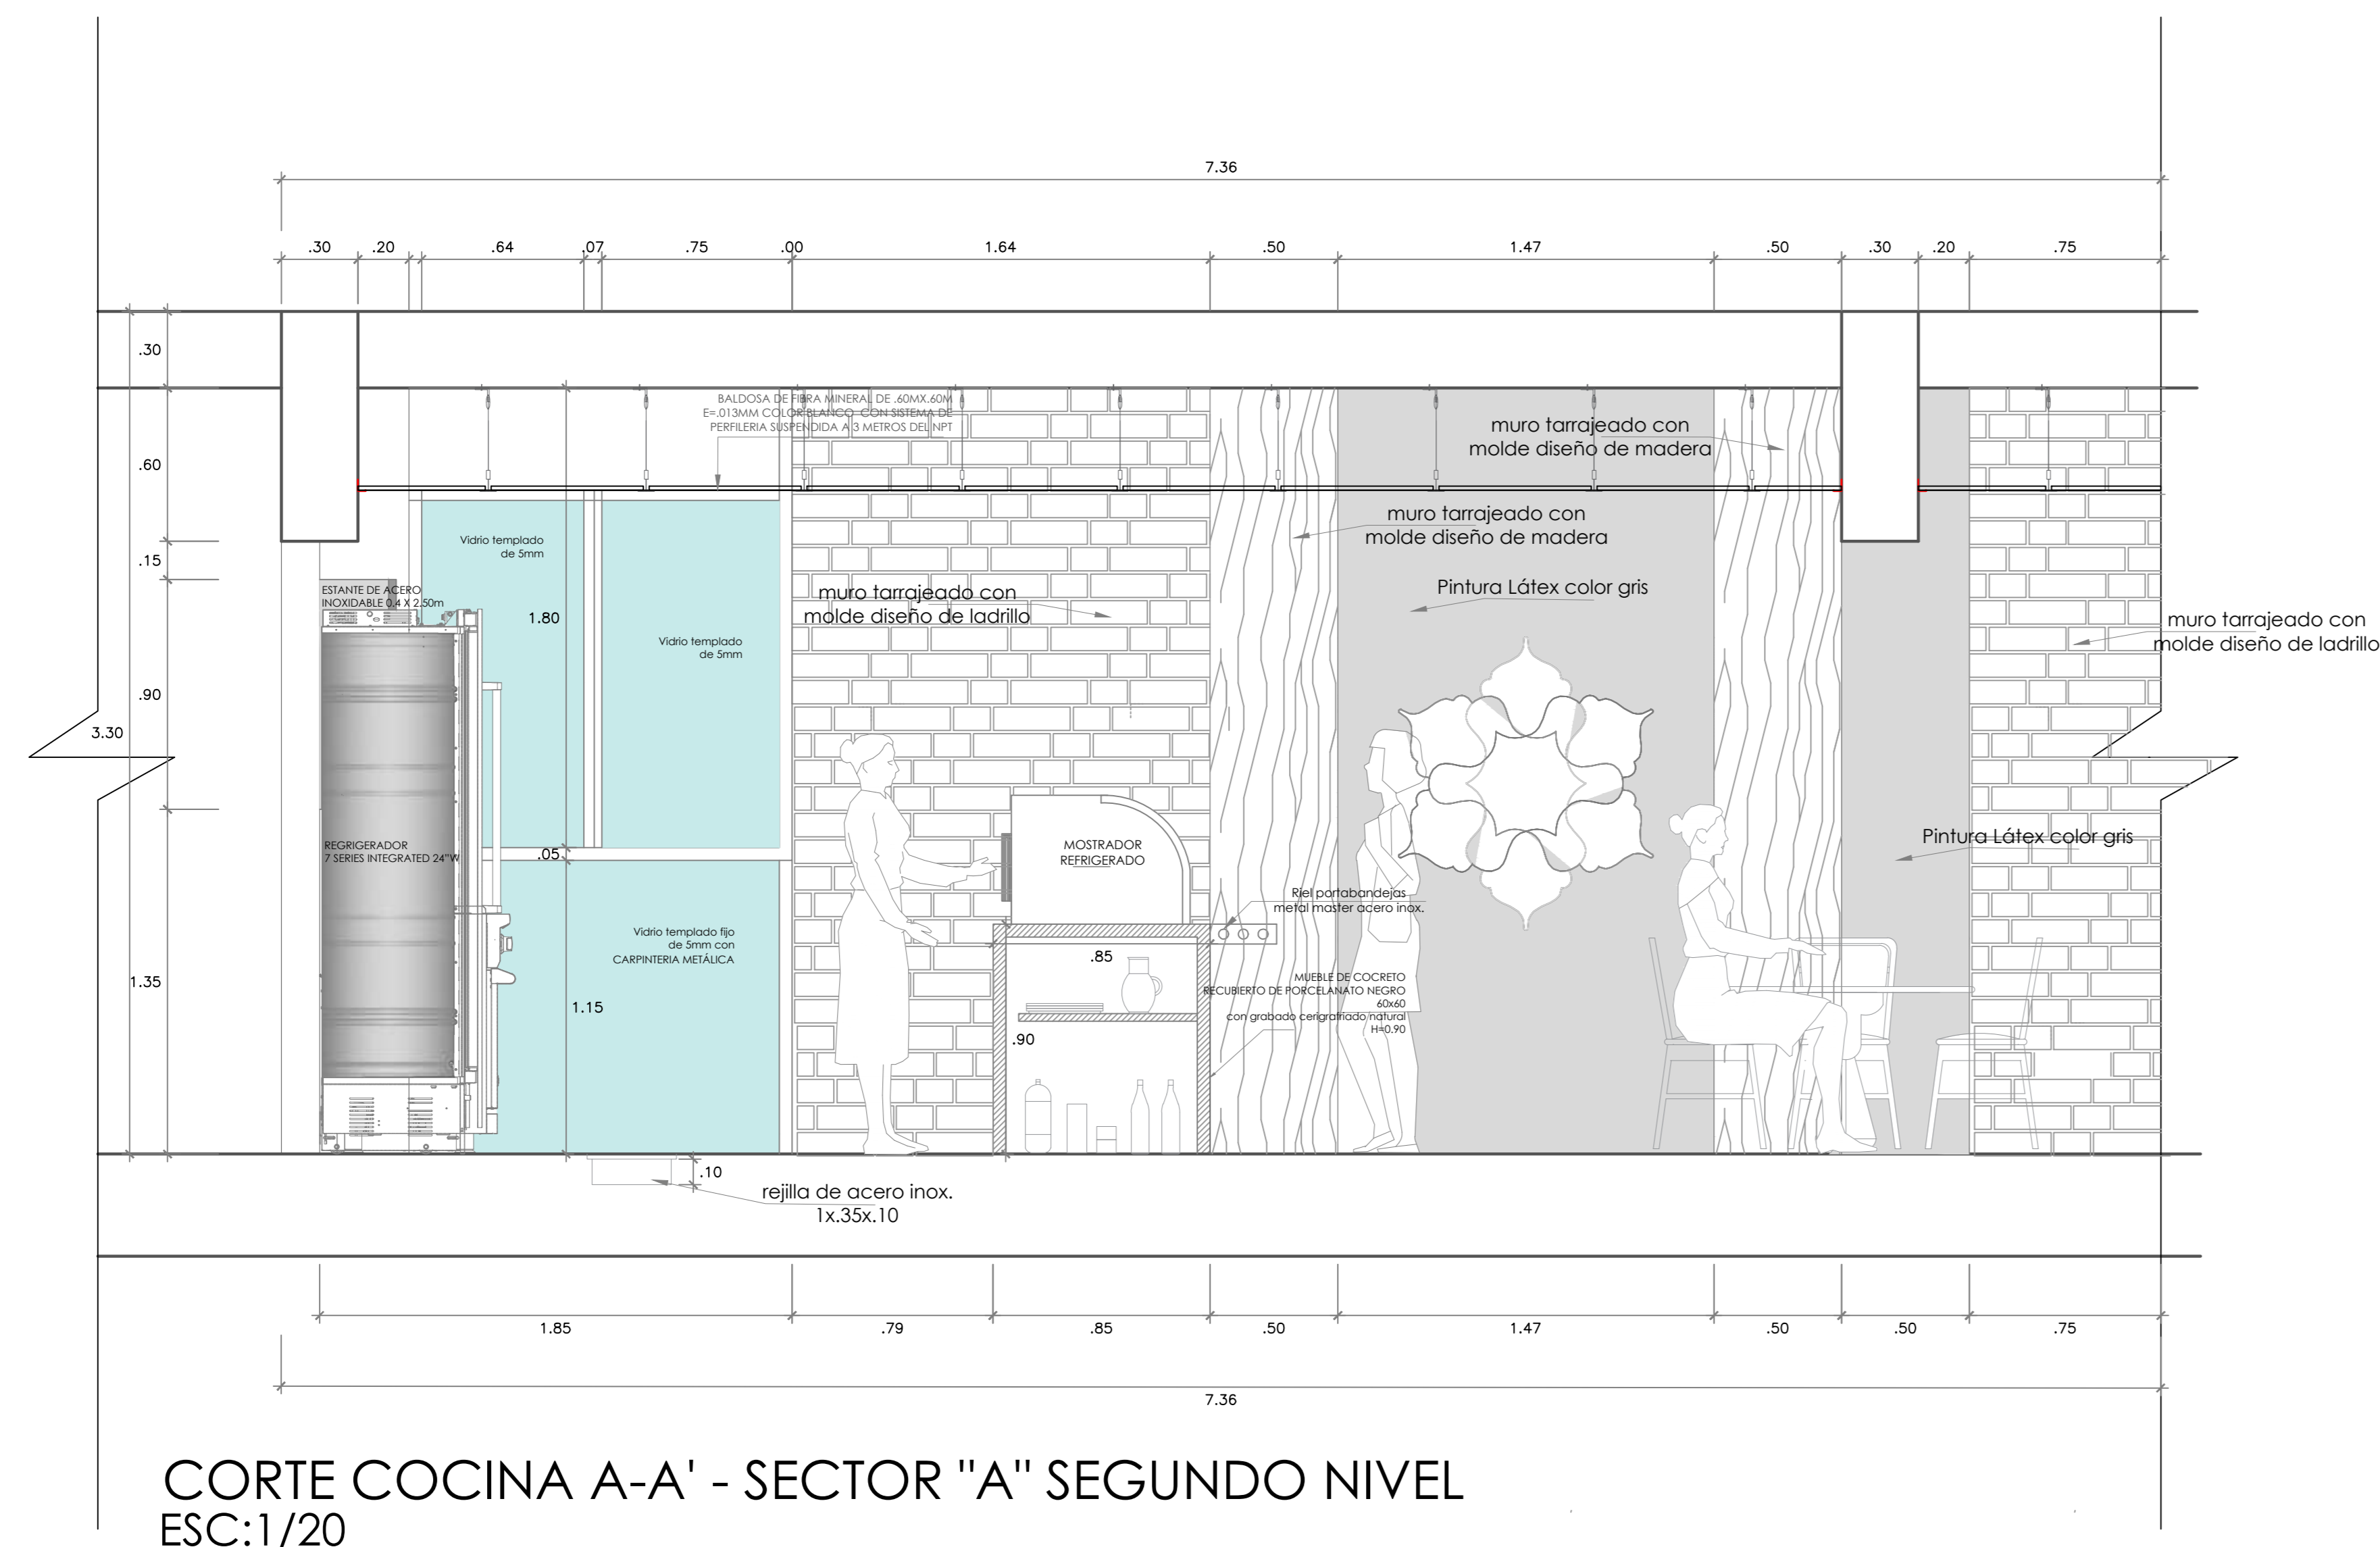 7.36
.30 .20 .64 .07 .75 .00 1.64 .50 1.47 .50 .30 .20 .75
.30
BALDOSA DE FIBRA MINERAL DE .60MX.60M
E=.013MM COLOR BLANCO CON SISTEMA DE
PERFILERIA SUSPENDIDA A 3 METROS DEL NPT
muro tarrajeado con
molde diseño de madera
.60
muro tarrajeado con
molde diseño de madera
Vidrio templado
de 5mm
.15
ESTANTE DE ACERO
INOXIDABLE 0.4 X 2.50m
muro tarrajeado con
molde diseño de ladrillo
Pintura Látex color gris
1.80
muro tarrajeado con
molde diseño de ladrillo
Vidrio templado
de 5mm
.90
3.30
REGRIGERADOR
7 SERIES INTEGRATED 24"W
.05
MOSTRADOR
REFRIGERADO
Pintura Látex color gris
Riel portabandejas
metal master acero inox.
Vidrio templado fijo
de 5mm con
CARPINTERIA METÁLICA
.85
1.35
MUEBLE DE COCRETO
RECUBIERTO DE PORCELANATO NEGRO
60x60
con grabado cerigrafiado natural
H=0.90
1.15
.90
.10
rejilla de acero inox.
1x.35x.10
1.85 .79 .85 .50 1.47 .50 .50 .75
7.36
CORTE COCINA A-A' - SECTOR "A" SEGUNDO NIVEL
ESC:1/20